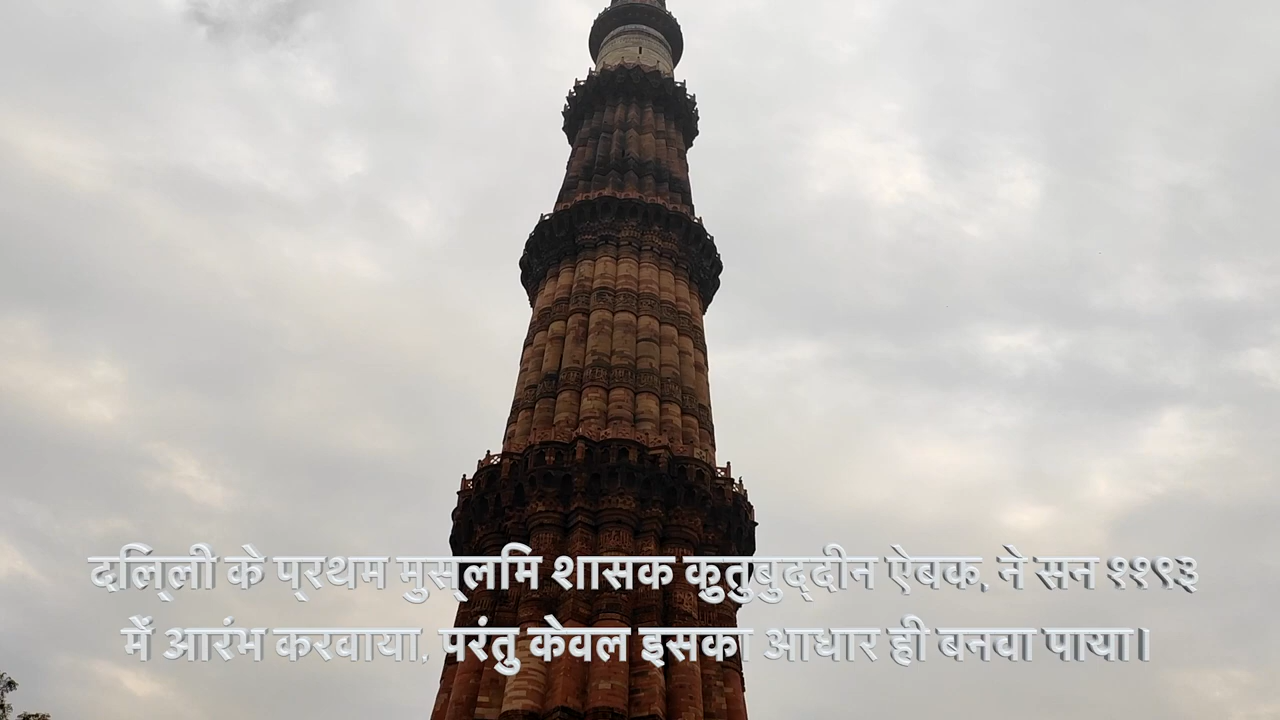 दिल्ली के प्रथम मुस्लिम शासक कुतुबुद्दीन ऐबक, ने सन ११९३
में आरंभ करवाया, परंतु केवल इसका आधार ही बनवा पाया।